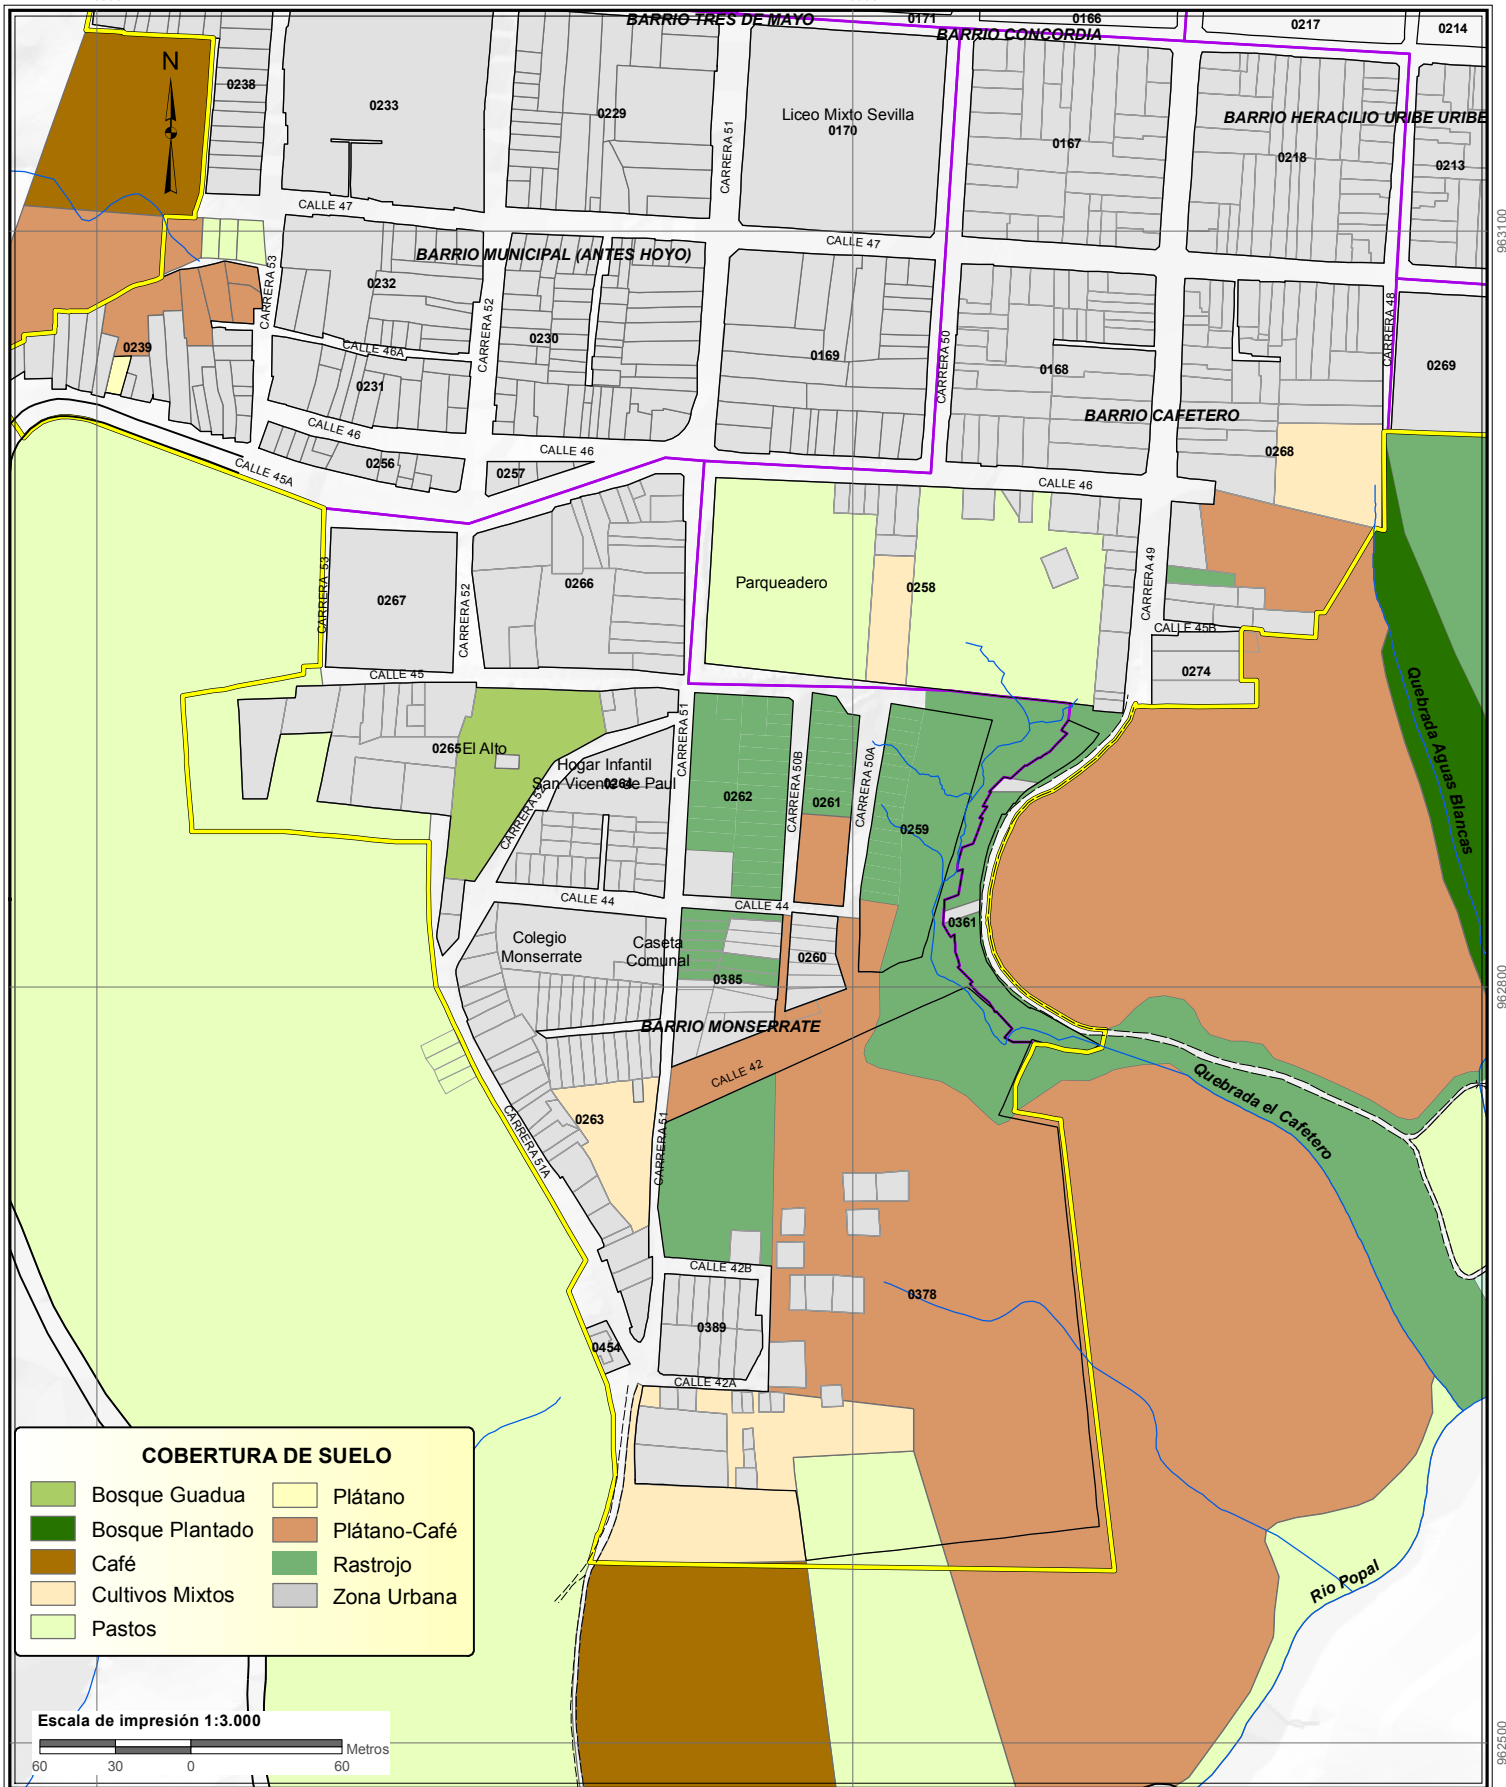 BARRIO TRES DE MAYO
0171
0166
0217
0214
BARRIO CONCORDIA
N
0238
0233
0229
Liceo Mixto Sevilla
0170
BARRIO HERACILIO URIBE URIBE
0167
0218
0213
CARRERA 51
CALLE 47
963100
CALLE 47
BARRIO MUNICIPAL (ANTES HOYO)
0232
CARRERA 53
CARRERA 52
0230
0239
CALLE 46A
0169
CARRERA 50
0168
CARRERA 48
0269
0231
BARRIO CAFETERO
CALLE 46
CALLE 46
0268
0256
0257
CALLE 45A
CALLE 46
0266
Parqueadero
0258
CARRERA 49
0267
CARRERA 53
CARRERA 52
CALLE 45B
CALLE 45
0274
Quebrada Aguas Blancas
CARRERA 51
0265
El Alto
Hogar Infantil
San Vicente de Paul
0264
CARRERA 52
0262
CARRERA 50B
0261
CARRERA 50A
0259
CALLE 44
CALLE 44
0361
Colegio
Monserrate
Caseta
Comunal
0260
0385
962800
BARRIO MONSERRATE
CALLE 42
Quebrada el Cafetero
0263
CARRERA 51A
CARRERA 51
CALLE 42B
0378
0389
0454
CALLE 42A
COBERTURA DE SUELO
Bosque Guadua
Plátano
Bosque Plantado
Plátano-Café
Café
Rastrojo
Cultivos Mixtos
Zona Urbana
Pastos
Rio Popal
Escala de impresión 1:3.000
Metros
60 30 0 60
962500